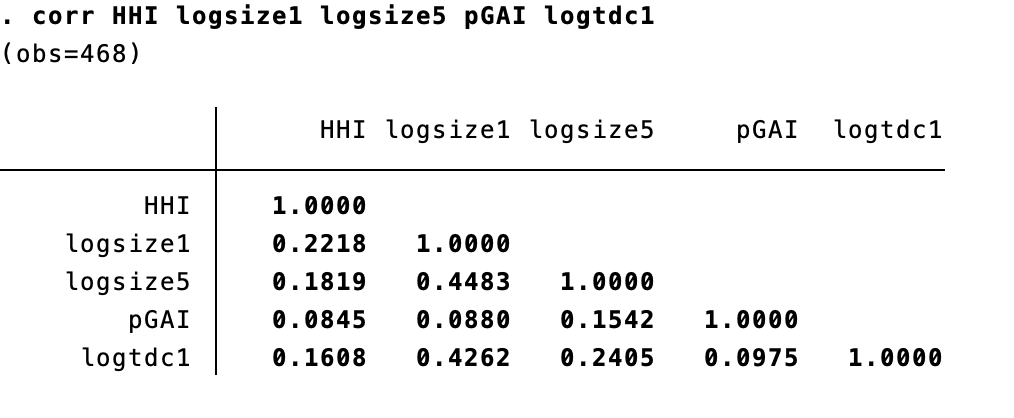 . corr HHI logsize1 logsize5 pGAI logtdc1
(obs=468)
HHI logsize1 logsize5 pGAI logtdc1
HHI 1.0000
logsize1 0.2218 1.0000
logsize5 0.1819 0.4483 1.0000
pGAI 0.0845 0.0880 0.1542 1.0000
logtdc1 0.1608 0.4262 0.2405 0.0975 1.0000